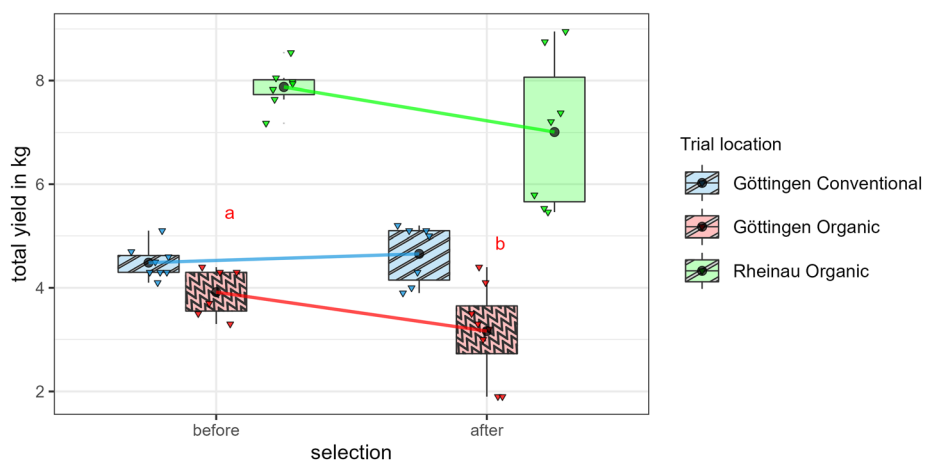 total yield in kg
8
6
4
2
a
b
before
after
selection
Trial location
Göttingen Conventional
Göttingen Organic
Rheinau Organic